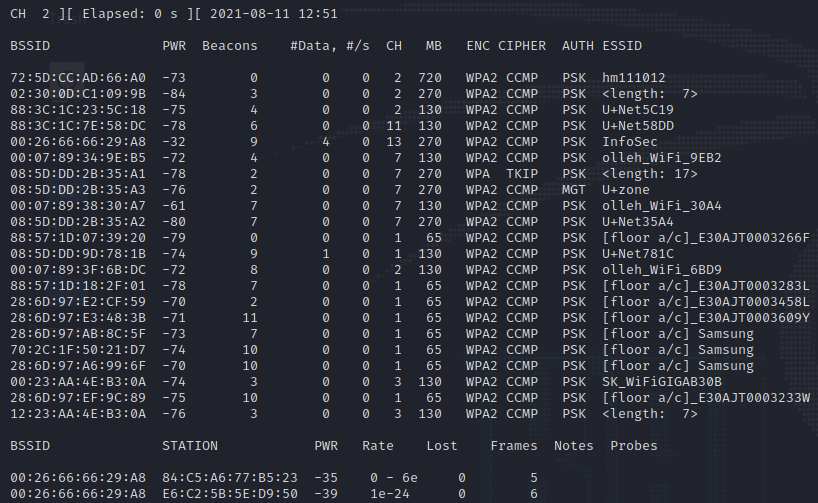 CH  2 ][ Elapsed: 0 s ][ 2021-08-11 12:51
BSSID              PWR  Beacons    #Data, #/s  CH   MB   ENC CIPHER  AUTH ESSID
72:5D:CC:AD:66:A0  -73        0        0    0   2  720   WPA2 CCMP   PSK  hm111012
02:30:0D:C1:09:9B  -84        3        0    0   2  270   WPA2 CCMP   PSK  <length:  7>
88:3C:1C:23:5C:18  -75        4        0    0   2  130   WPA2 CCMP   PSK  U+Net5C19
88:3C:1C:7E:58:DC  -78        6        0    0  11  130   WPA2 CCMP   PSK  U+Net58DD
00:26:66:66:29:A8  -32        9        4    0  13  270   WPA2 CCMP   PSK  InfoSec
00:07:89:34:9E:B5  -72        4        0    0   7  130   WPA2 CCMP   PSK  olleh_WiFi_9EB2
08:5D:DD:2B:35:A1  -78        2        0    0   7  270   WPA  TKIP   PSK  <length: 17>
08:5D:DD:2B:35:A3  -76        2        0    0   7  270   WPA2 CCMP   MGT  U+zone
00:07:89:38:30:A7  -61        7        0    0   7  130   WPA2 CCMP   PSK  olleh_WiFi_30A4
08:5D:DD:2B:35:A2  -80        7        0    0   7  270   WPA2 CCMP   PSK  U+Net35A4
88:57:1D:07:39:20  -79        0        0    0   1   65   WPA2 CCMP   PSK  [floor a/c]_E30AJT0003266F
08:5D:DD:9D:78:1B  -74        9        1    0   1  130   WPA2 CCMP   PSK  U+Net781C
00:07:89:3F:6B:DC  -72        8        0    0   2  130   WPA2 CCMP   PSK  olleh_WiFi_6BD9
88:57:1D:18:2F:01  -78        7        0    0   1   65   WPA2 CCMP   PSK  [floor a/c]_E30AJT0003283L
28:6D:97:E2:CF:59  -70        2        0    0   1   65   WPA2 CCMP   PSK  [floor a/c]_E30AJT0003458L
28:6D:97:E3:48:3B  -71       11        0    0   1   65   WPA2 CCMP   PSK  [floor a/c]_E30AJT0003609Y
28:6D:97:AB:8C:5F  -73        7        0    0   1   65   WPA2 CCMP   PSK  [floor a/c] Samsung
70:2C:1F:50:21:D7  -74       10        0    0   1   65   WPA2 CCMP   PSK  [floor a/c] Samsung
28:6D:97:A6:99:6F  -70       10        0    0   1   65   WPA2 CCMP   PSK  [floor a/c] Samsung
00:23:AA:4E:B3:0A  -74        3        0    0   3  130   WPA2 CCMP   PSK  SK_WiFiGIGAB30B
28:6D:97:EF:9C:89  -75       10        0    0   1   65   WPA2 CCMP   PSK  [floor a/c]_E30AJT0003233W
12:23:AA:4E:B3:0A  -76        3        0    0   3  130   WPA2 CCMP   PSK  <length:  7>
BSSID              STATION            PWR   Rate    Lost    Frames  Notes  Probes
00:26:66:66:29:A8  84:C5:A6:77:B5:23  -35    0 - 6e     0        5
00:26:66:66:29:A8  E6:C2:5B:5E:D9:50  -39    1e-24      0        6